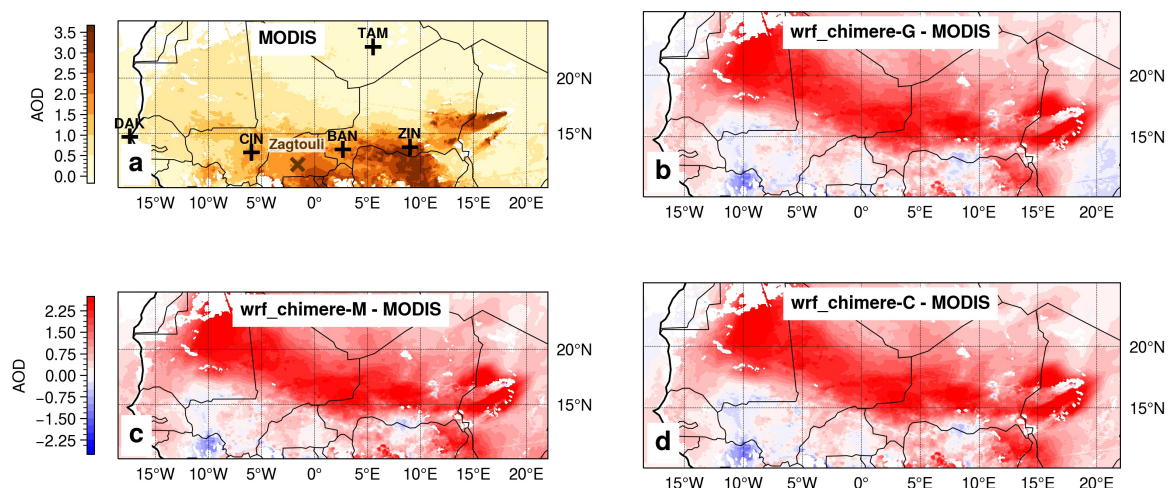 MODIS
TAM
DAK
CIN
Zagtouli
BAN
ZIN
a
AOD
3.5
3.0
2.5
2.0
1.5
1.0
0.5
0.0
20°N
15°N
15°W 10°W 5°W 0° 5°E 10°E 15°E 20°E
wrf_chimere-G - MODIS
b
20°N
15°N
15°W 10°W 5°W 0° 5°E 10°E 15°E 20°E
wrf_chimere-M - MODIS
c
AOD
2.25
1.50
0.75
0.00
−0.75
−1.50
−2.25
20°N
15°N
15°W 10°W 5°W 0° 5°E 10°E 15°E 20°E
wrf_chimere-C - MODIS
d
20°N
15°N
15°W 10°W 5°W 0° 5°E 10°E 15°E 20°E